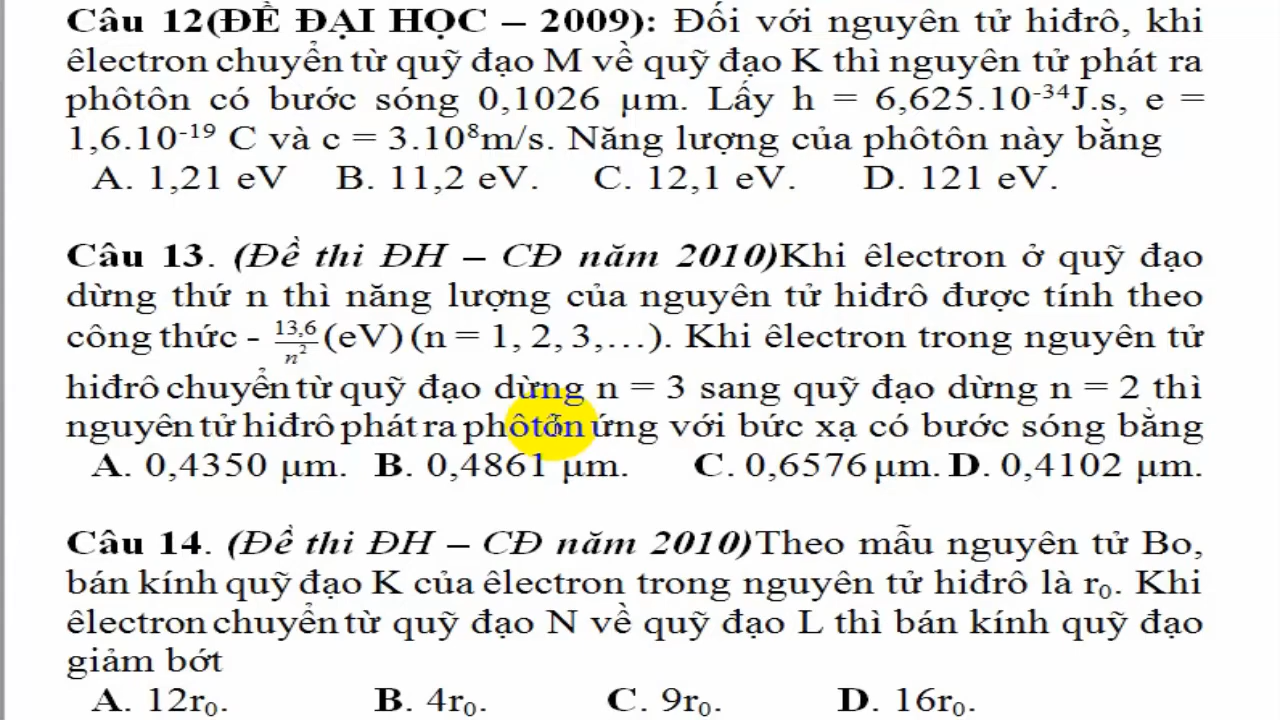 Câu 12(ĐỀ ĐẠI HỌC – 2009): Đối với nguyên tử hiđrô, khi
êlectron chuyển từ quỹ đạo M về quỹ đạo K thì nguyên tử phát ra
phôtôn có bước sóng 0,1026 μm. Lấy h = 6,625.10⁻³⁴J.s, e =
1,6.10⁻¹⁹ C và c = 3.10⁸m/s. Năng lượng của phôtôn này bằng
A. 1,21 eV B. 11,2 eV. C. 12,1 eV. D. 121 eV.
Câu 13. (Đề thi ĐH – CĐ năm 2010)Khi êlectron ở quỹ đạo
dừng thứ n thì năng lượng của nguyên tử hiđrô được tính theo
công thức - 13,6/n² (eV) (n = 1, 2, 3,…). Khi êlectron trong nguyên tử
hiđrô chuyển từ quỹ đạo dừng n = 3 sang quỹ đạo dừng n = 2 thì
nguyên tử hiđrô phát ra phôtôn ứng với bức xạ có bước sóng bằng
A. 0,4350 μm. B. 0,4861 μm. C. 0,6576 μm. D. 0,4102 μm.
Câu 14. (Đề thi ĐH – CĐ năm 2010)Theo mẫu nguyên tử Bo,
bán kính quỹ đạo K của êlectron trong nguyên tử hiđrô là r₀. Khi
êlectron chuyển từ quỹ đạo N về quỹ đạo L thì bán kính quỹ đạo
giảm bớt
A. 12r₀. B. 4r₀. C. 9r₀. D. 16r₀.